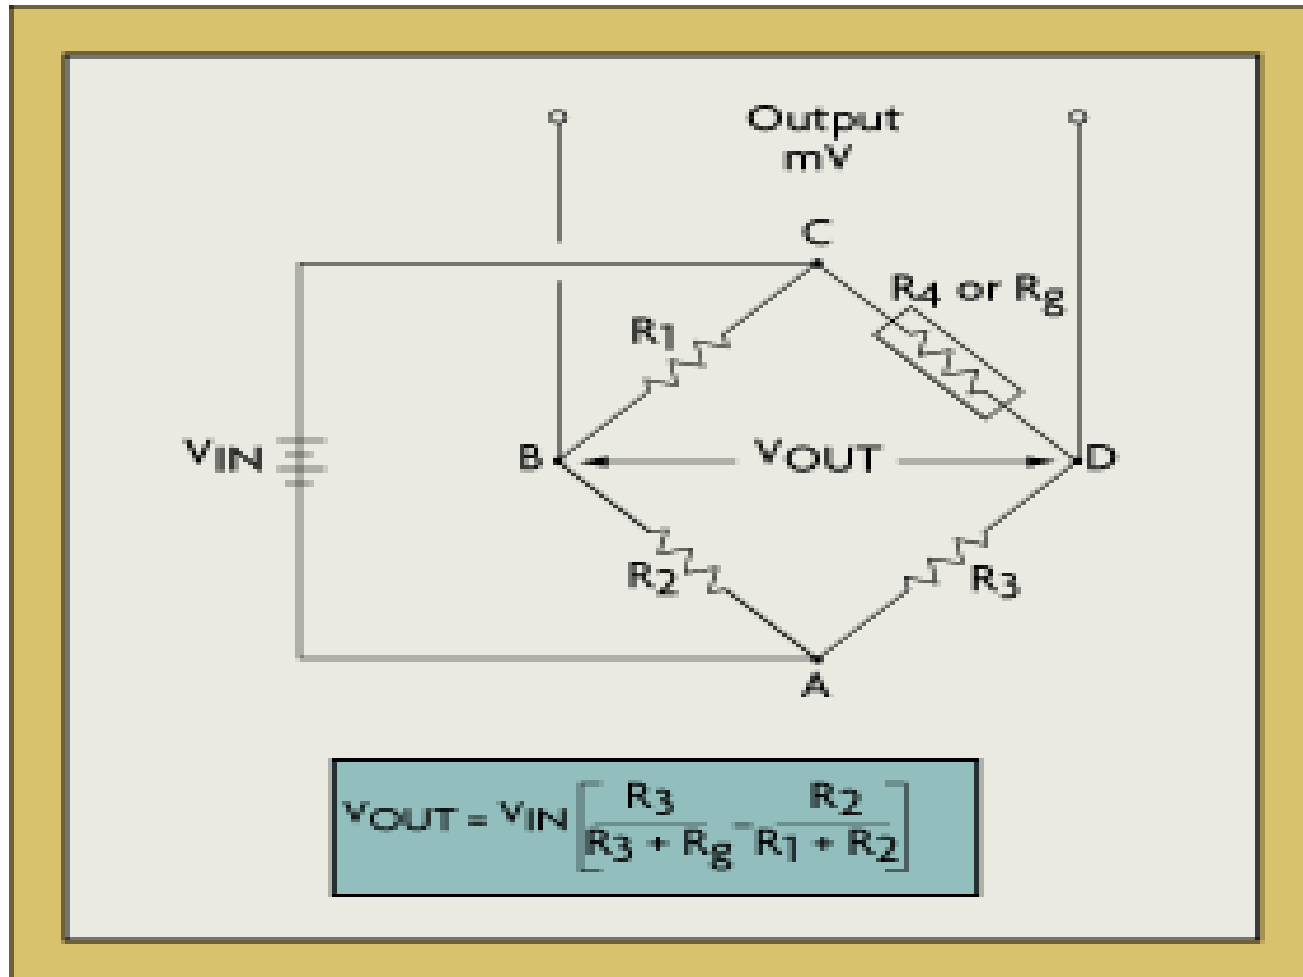 Output
mV
C
R4 or Rg
R1
VIN
B
VOUT
D
R2
R3
A
VOUT = VIN [ R3 / R3 + Rg - R2 / R1 + R2 ]